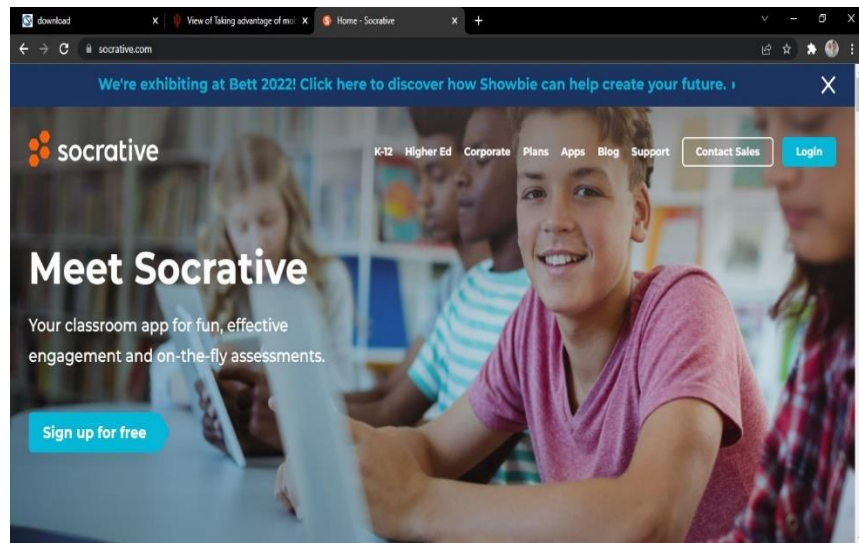 download
View of Taking advantage of mol
Home - Socrative
socrative.com
We're exhibiting at Bett 2022! Click here to discover how Showbie can help create your future.
socrative
K-12 Higher Ed Corporate Plans Apps Blog Support Contact Sales Login
Meet Socrative
Your classroom app for fun, effective
engagement and on-the-fly assessments.
Sign up for free